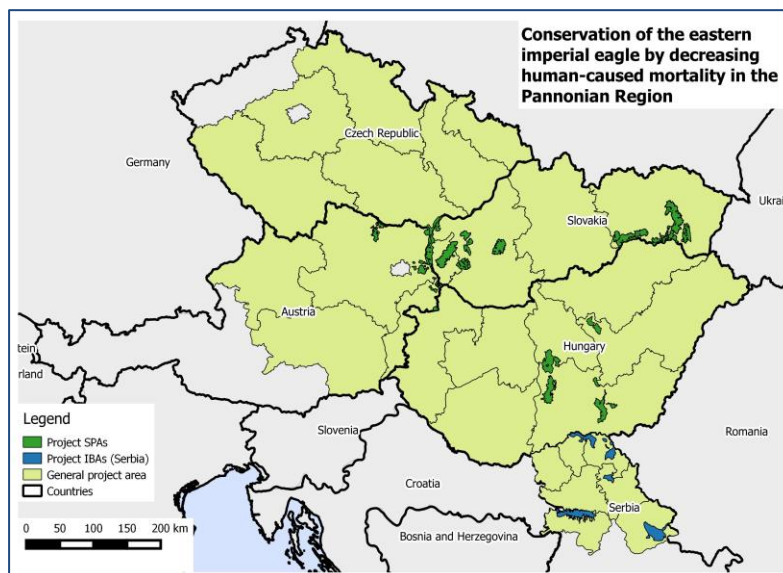 Conservation of the eastern
imperial eagle by decreasing
human-caused mortality in the
Pannonian Region
Czech Republic
Germany
Ukrai
Slovakia
Austria
Hungary
tein
rland
Legend
Project SPAs
Project IBAs (Serbia)
General project area
Countries
0 50 100 150 200 km
Slovenia
Romania
Croatia
Serbia
Bosnia and Herzegovina